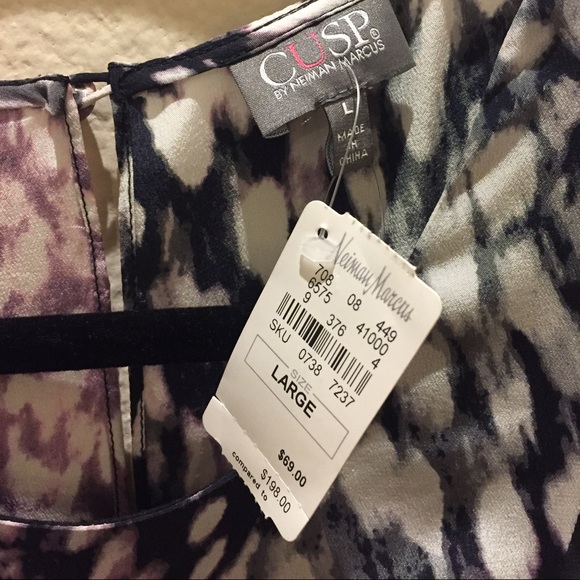 CUSP
BY NEIMAN MARCUS
L
MADE
IN
CHINA
Neiman Marcus
708 08 449
6575
9 376 41000 4
SKU 0738 7237
SIZE
LARGE
$69.00
compared to
$198.00